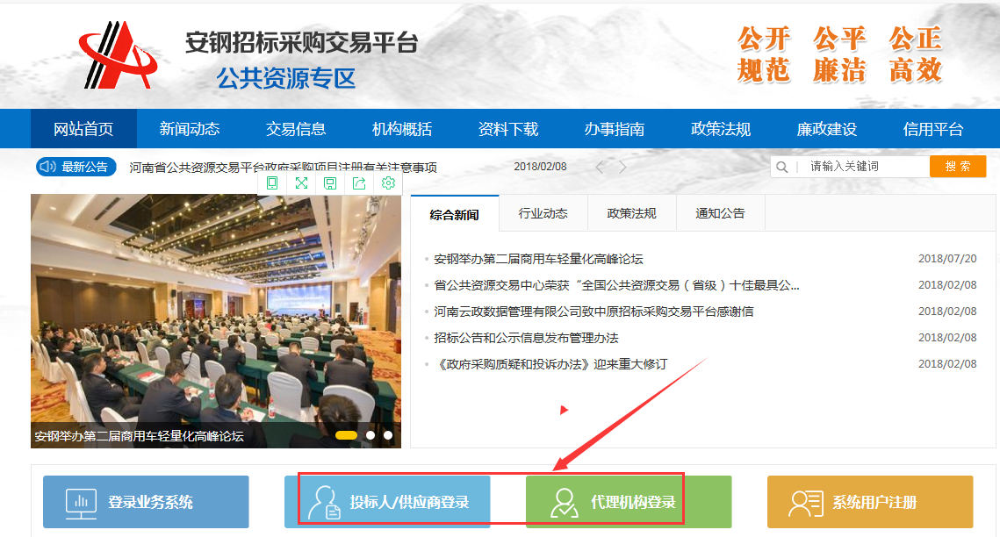 安钢招标采购交易平台
公共资源专区
公开 公平 公正
规范 廉洁 高效
网站首页 新闻动态 交易信息 机构概括 资料下载 办事指南 政策法规 廉政建设 信用平台
最新公告 河南省公共资源交易平台政府采购项目注册有关注意事项 2018/02/08 请输入关键词 搜 索
综合新闻 行业动态 政策法规 通知公告
安钢举办第二届商用车轻量化高峰论坛 2018/07/20
省公共资源交易中心荣获“全国公共资源交易（省级）十佳最具公... 2018/02/08
河南云政数据管理有限公司致中原招标采购交易平台感谢信 2018/02/08
招标公告和公示信息发布管理办法 2018/02/08
《政府采购质疑和投诉办法》迎来重大修订 2018/02/08
安钢举办第二届商用车轻量化高峰论坛
登录业务系统 投标人/供应商登录 代理机构登录 系统用户注册